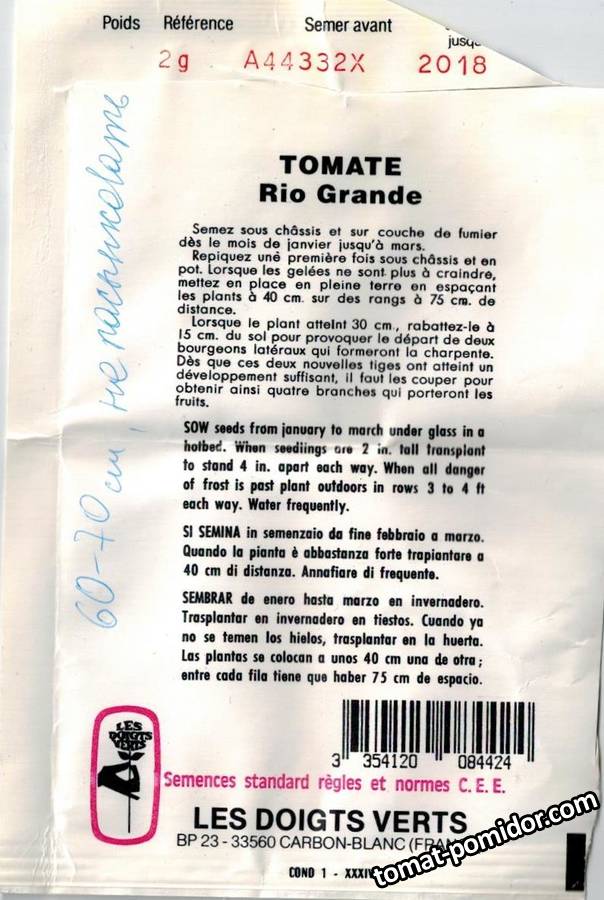 Poids Référence Semer avant
2g A44332X 2018
TOMATE
Rio Grande
Semez sous châssis et sur couche de fumier
dès le mois de janvier jusqu'à mars.
Repiquez une première fois sous châssis et en
pot. Lorsque les gelées ne sont plus à craindre,
mettez en place en pleine terre en espaçant
les plants à 40 cm. sur des rangs à 75 cm. de
distance.
Lorsque le plant atteint 30 cm., rabattez-le à
15 cm. du sol pour provoquer le départ de deux
bourgeons latéraux qui formeront la charpente.
Dès que ces deux nouvelles tiges ont atteint un
développement suffisant, il faut les couper pour
obtenir ainsi quatre branches qui porteront les
fruits.
SOW seeds from january to march under glass in a
hotbed. When seedlings are 2 in. tall transplant
to stand 4 in. apart each way. When all danger
of frost is past plant outdoors in rows 3 to 4 ft
each way. Water frequently.
SI SEMINA in semenzaio da fine febbraio a marzo.
Quando la pianta è abbastanza forte trapiantare a
40 cm di distanza. Annafiare di frequente.
SEMBRAR de enero hasta marzo en invernadero.
Trasplantar en invernadero en tiestos. Cuando ya
no se temen los hielos, trasplantar en la huerta.
Las plantas se colocan a unos 40 cm una de otra;
entre cada fila tiene que haber 75 cm de espacio.
60-70 см, не пасынковать
3 354120 084424
LES
DOIGTS
VERTS
Semences standard règles et normes C.E.E.
LES DOIGTS VERTS
BP 23 - 33560 CARBON-BLANC
COND 1 -
tomat-pomidor.com